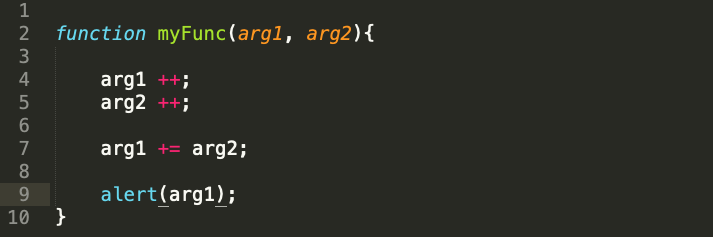 1
2 function myFunc(arg1, arg2){
3
4     arg1 ++;
5     arg2 ++;
6
7     arg1 += arg2;
8
9     alert(arg1);
10 }